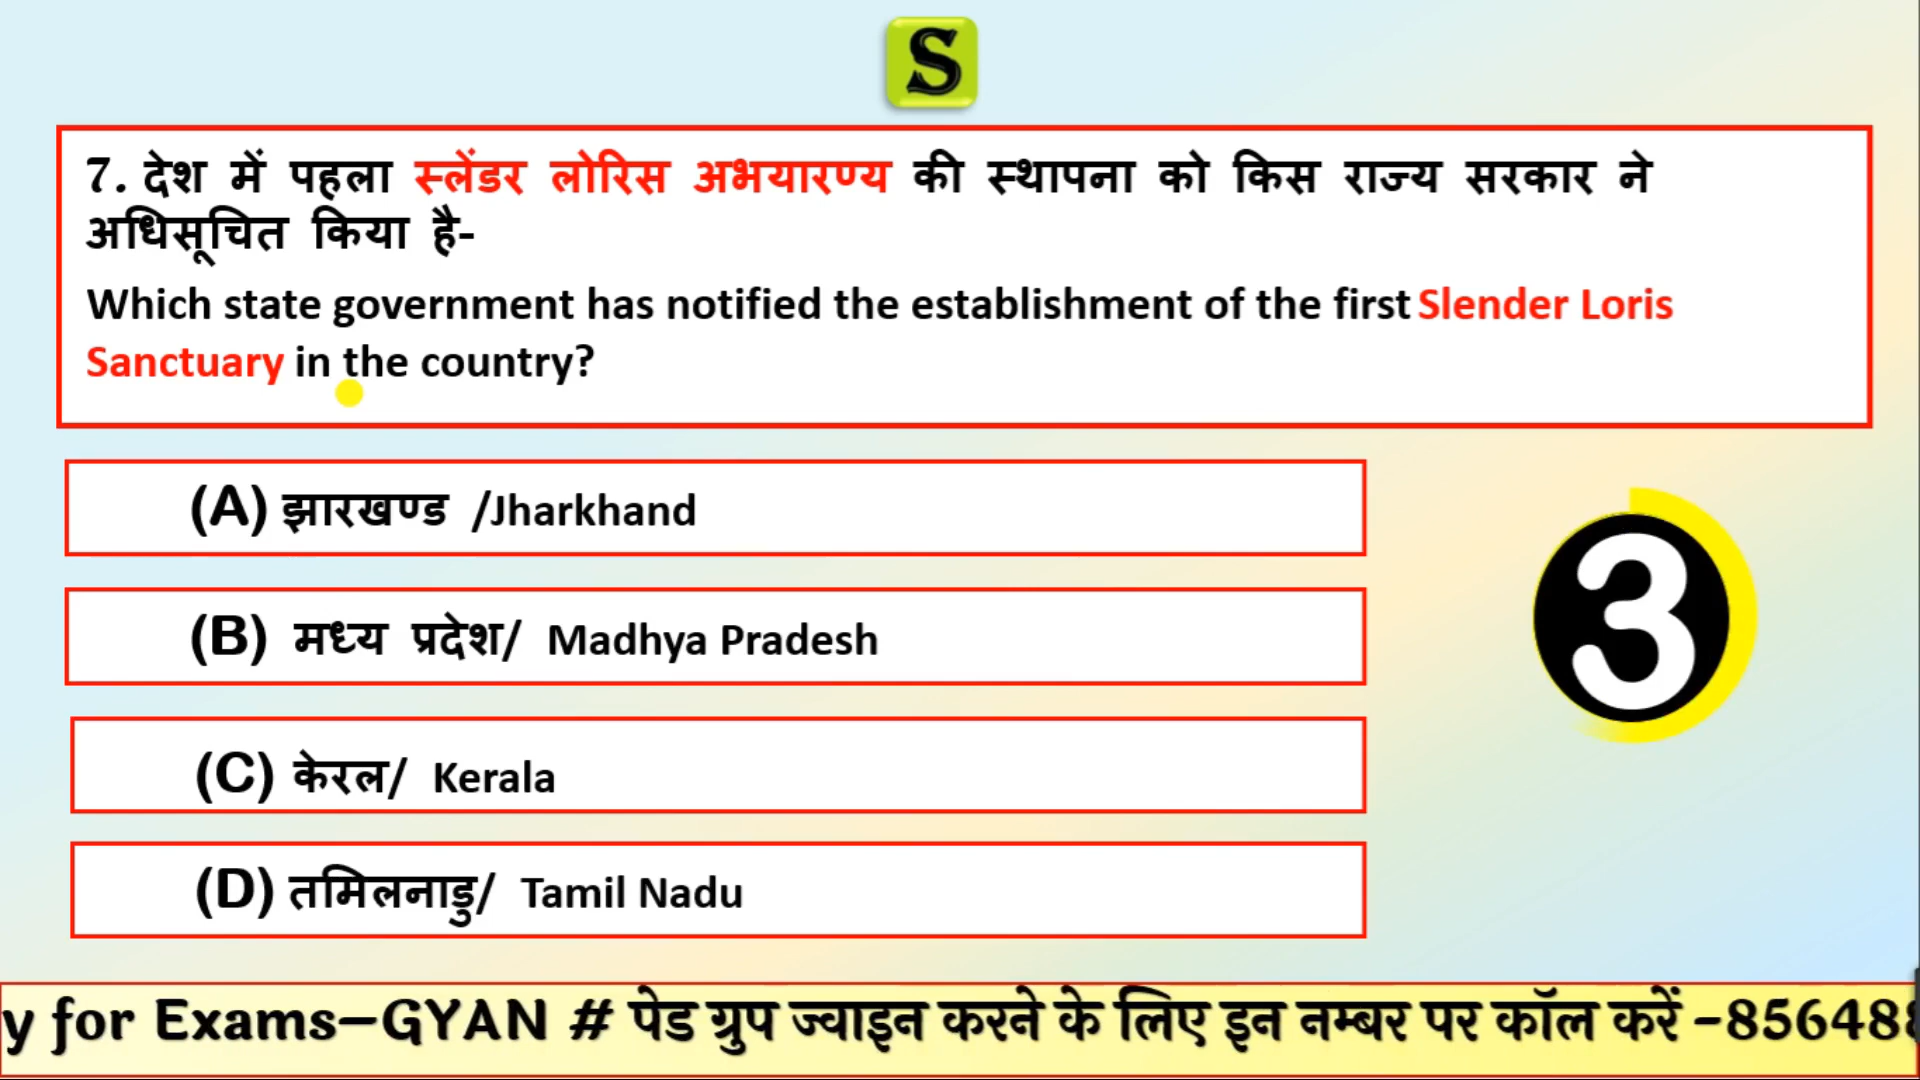 S
7. देश में पहला स्लेंडर लोरिस अभयारण्य की स्थापना को किस राज्य सरकार ने
अधिसूचित किया है-
Which state government has notified the establishment of the first Slender Loris
Sanctuary in the country?
(A) झारखण्ड /Jharkhand
(B) मध्य प्रदेश/ Madhya Pradesh
3
(C) केरल/ Kerala
(D) तमिलनाडु/ Tamil Nadu
y for Exams-GYAN # पेड ग्रुप ज्वाइन करने के लिए इन नम्बर पर कॉल करें -85648